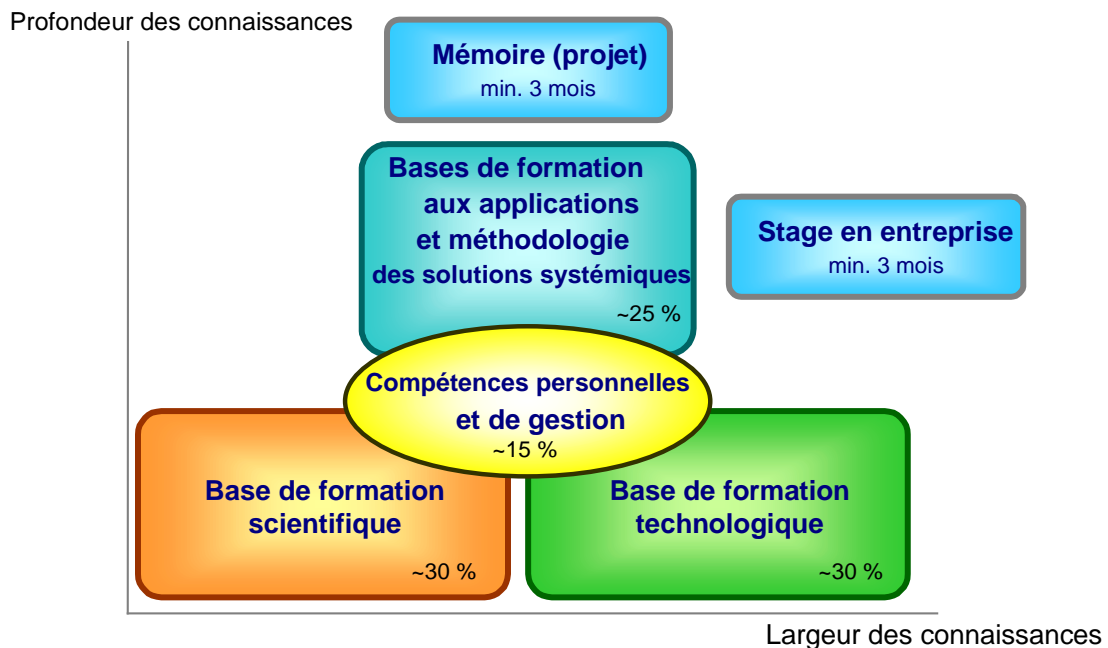 Profondeur des connaissances
Mémoire (projet)
min. 3 mois
Bases de formation
aux applications
et méthodologie
des solutions systémiques
~25 %
Stage en entreprise
min. 3 mois
Compétences personnelles
et de gestion
~15 %
Base de formation
scientifique
~30 %
Base de formation
technologique
~30 %
Largeur des connaissances